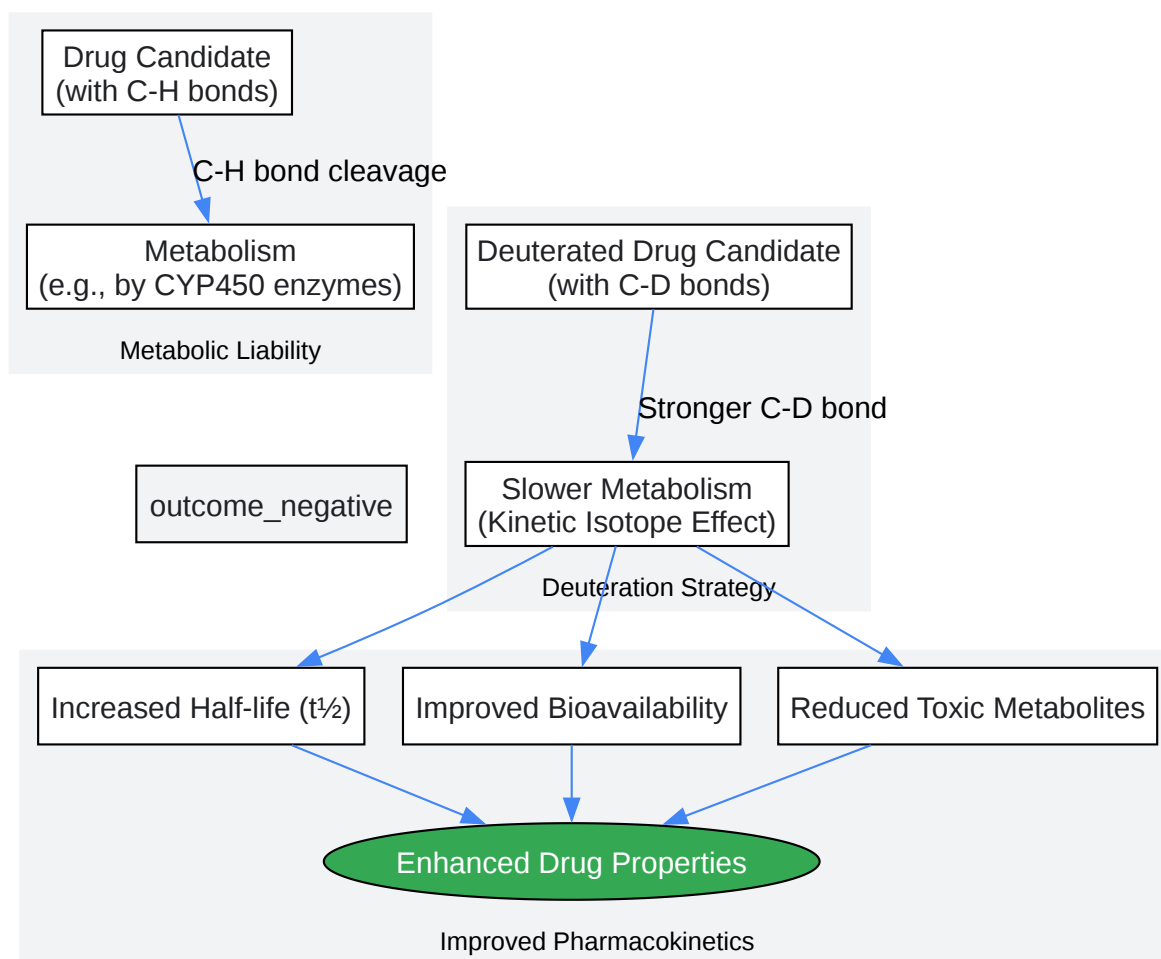 Drug Candidate
(with C-H bonds)
C-H bond cleavage
Metabolism
(e.g., by CYP450 enzymes)
Metabolic Liability
Deuterated Drug Candidate
(with C-D bonds)
Stronger C-D bond
outcome_negative
Slower Metabolism
(Kinetic Isotope Effect)
Deuteration Strategy
Increased Half-life (t½)
Improved Bioavailability
Reduced Toxic Metabolites
Enhanced Drug Properties
Improved Pharmacokinetics